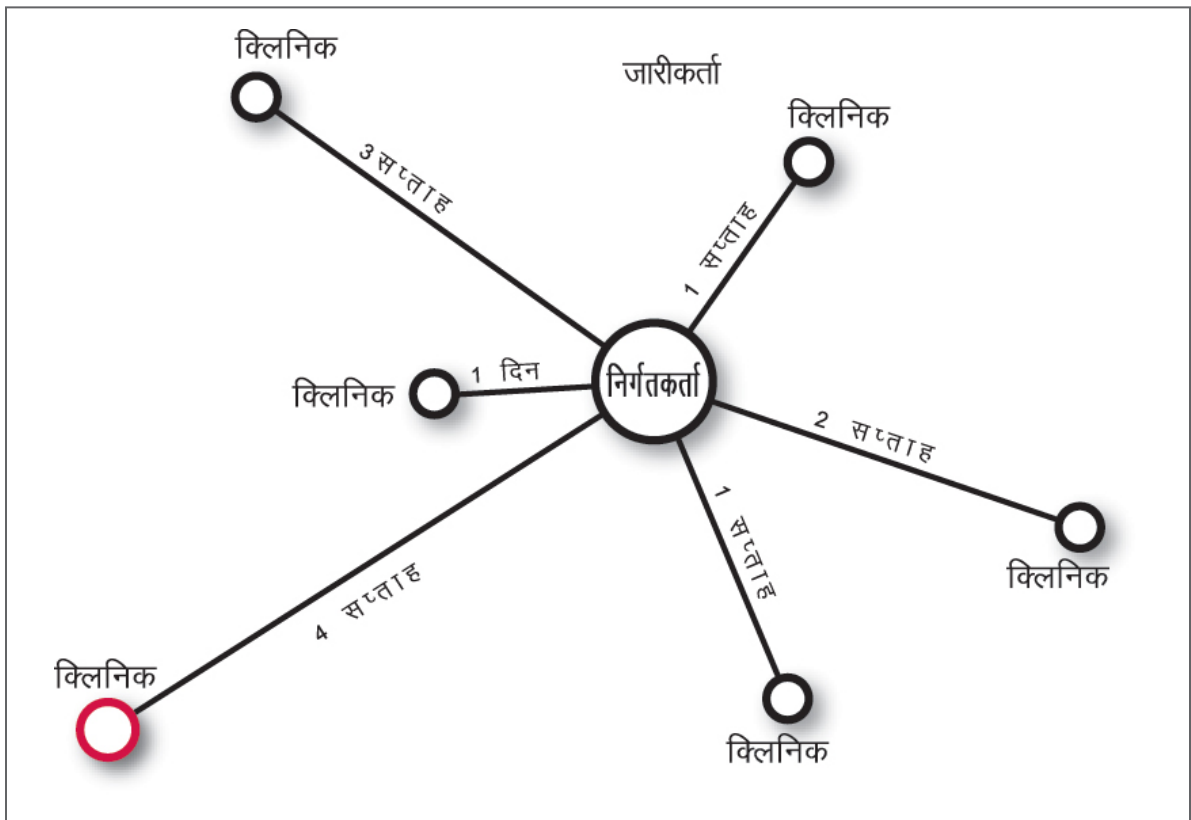 क्लिनिक
जारीकर्ता
क्लिनिक
3 सप्ताह
1 सप्ताह
क्लिनिक
1 दिन
निर्गतकर्ता
2 सप्ताह
1 सप्ताह
4 सप्ताह
क्लिनिक
क्लिनिक
क्लिनिक